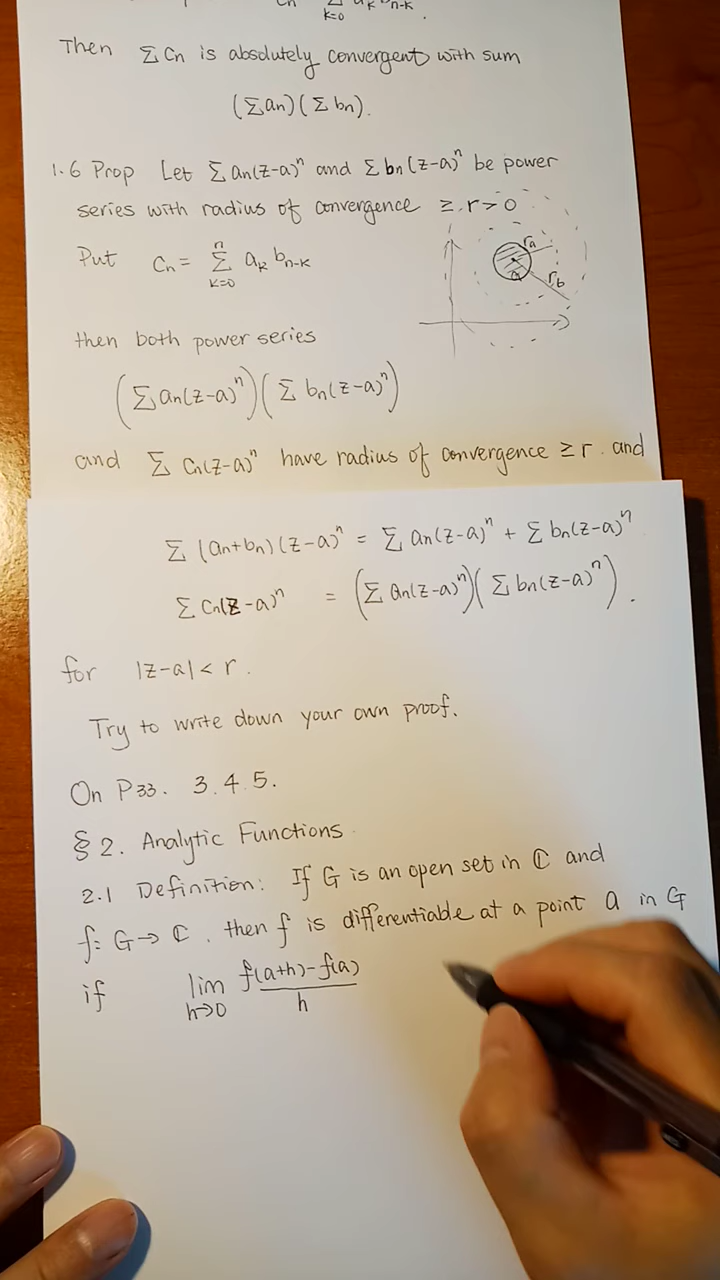 Cn Σ k=0 ak bn-k.
Then Σ Cn is absolutely convergent with sum
(Σ an)(Σ bn).
1.6 Prop Let Σ an(z-a)^n and Σ bn(z-a)^n be power
series with radius of convergence ≥ r > 0
Put Cn = Σ_{k=0}^{n} ak bn-k
ra
a
rb
then both power series
(Σ an(z-a)^n)(Σ bn(z-a)^n)
and Σ Cn(z-a)^n have radius of convergence ≥ r. and
Σ (an+bn)(z-a)^n = Σ an(z-a)^n + Σ bn(z-a)^n
Σ Cn(z-a)^n = (Σ an(z-a)^n)(Σ bn(z-a)^n).
for |z-a| < r.
Try to write down your own proof.
On P33. 3.4.5.
§2. Analytic Functions
2.1 Definition: If G is an open set in ℂ and
f: G→ℂ, then f is differentiable at a point a in G
if lim_{h→0} (f(a+h)-f(a))/h